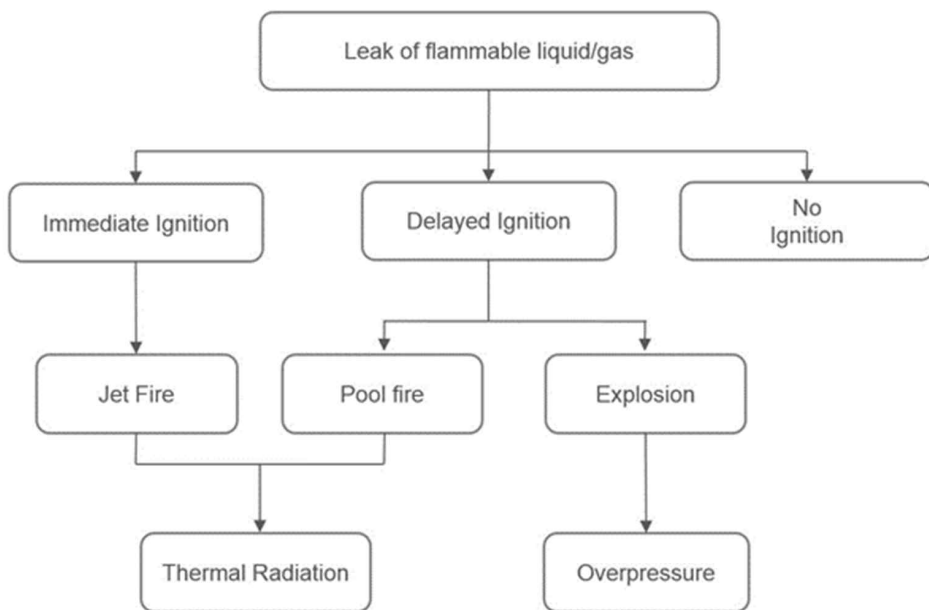 Leak of flammable liquid/gas
Immediate Ignition
Delayed Ignition
No
Ignition
Jet Fire
Pool fire
Explosion
Thermal Radiation
Overpressure